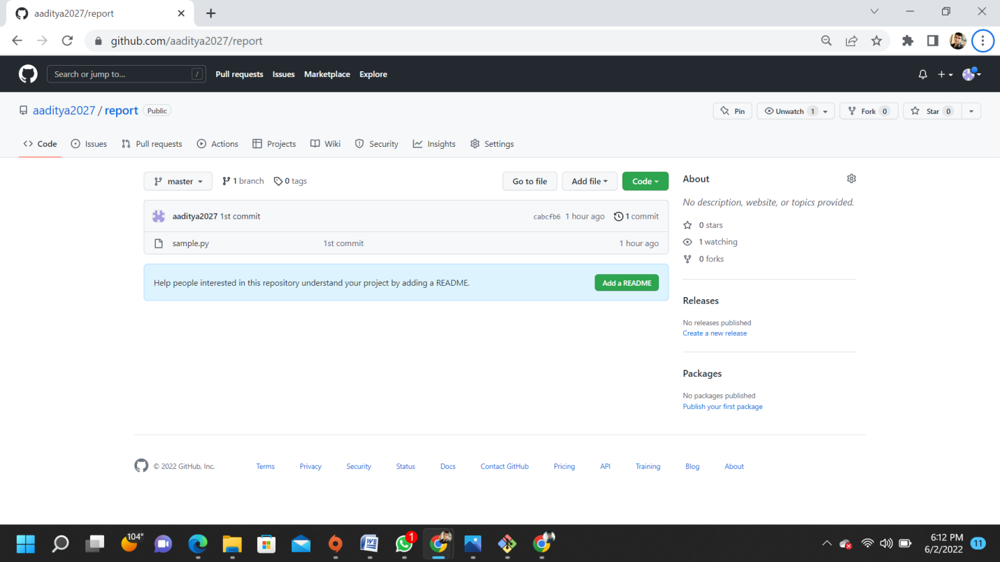 aaditya2027/report
github.com/aaditya2027/report
Search or jump to... / Pull requests Issues Marketplace Explore
aaditya2027 / report Public Pin Unwatch 1 Fork 0 Star 0
Code Issues Pull requests Actions Projects Wiki Security Insights Settings
master 1 branch 0 tags Go to file Add file Code
aaditya2027 1st commit cabcfb6 1 hour ago 1 commit
sample.py 1st commit 1 hour ago
Help people interested in this repository understand your project by adding a README. Add a README
About
No description, website, or topics provided.
0 stars
1 watching
0 forks
Releases
No releases published
Create a new release
Packages
No packages published
Publish your first package
© 2022 GitHub, Inc. Terms Privacy Security Status Docs Contact GitHub Pricing API Training Blog About
104° W 1 6:12 PM
6/2/2022 11